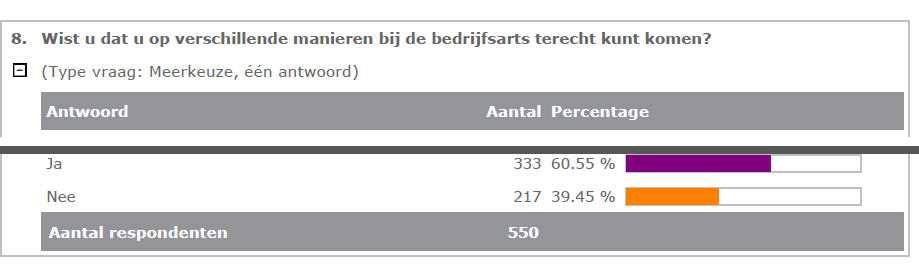 8. Wist u dat u op verschillende manieren bij de bedrijfsarts terecht kunt komen?
(Type vraag: Meerkeuze, één antwoord)
Antwoord Aantal Percentage
Ja 333 60.55 %
Nee 217 39.45 %
Aantal respondenten 550